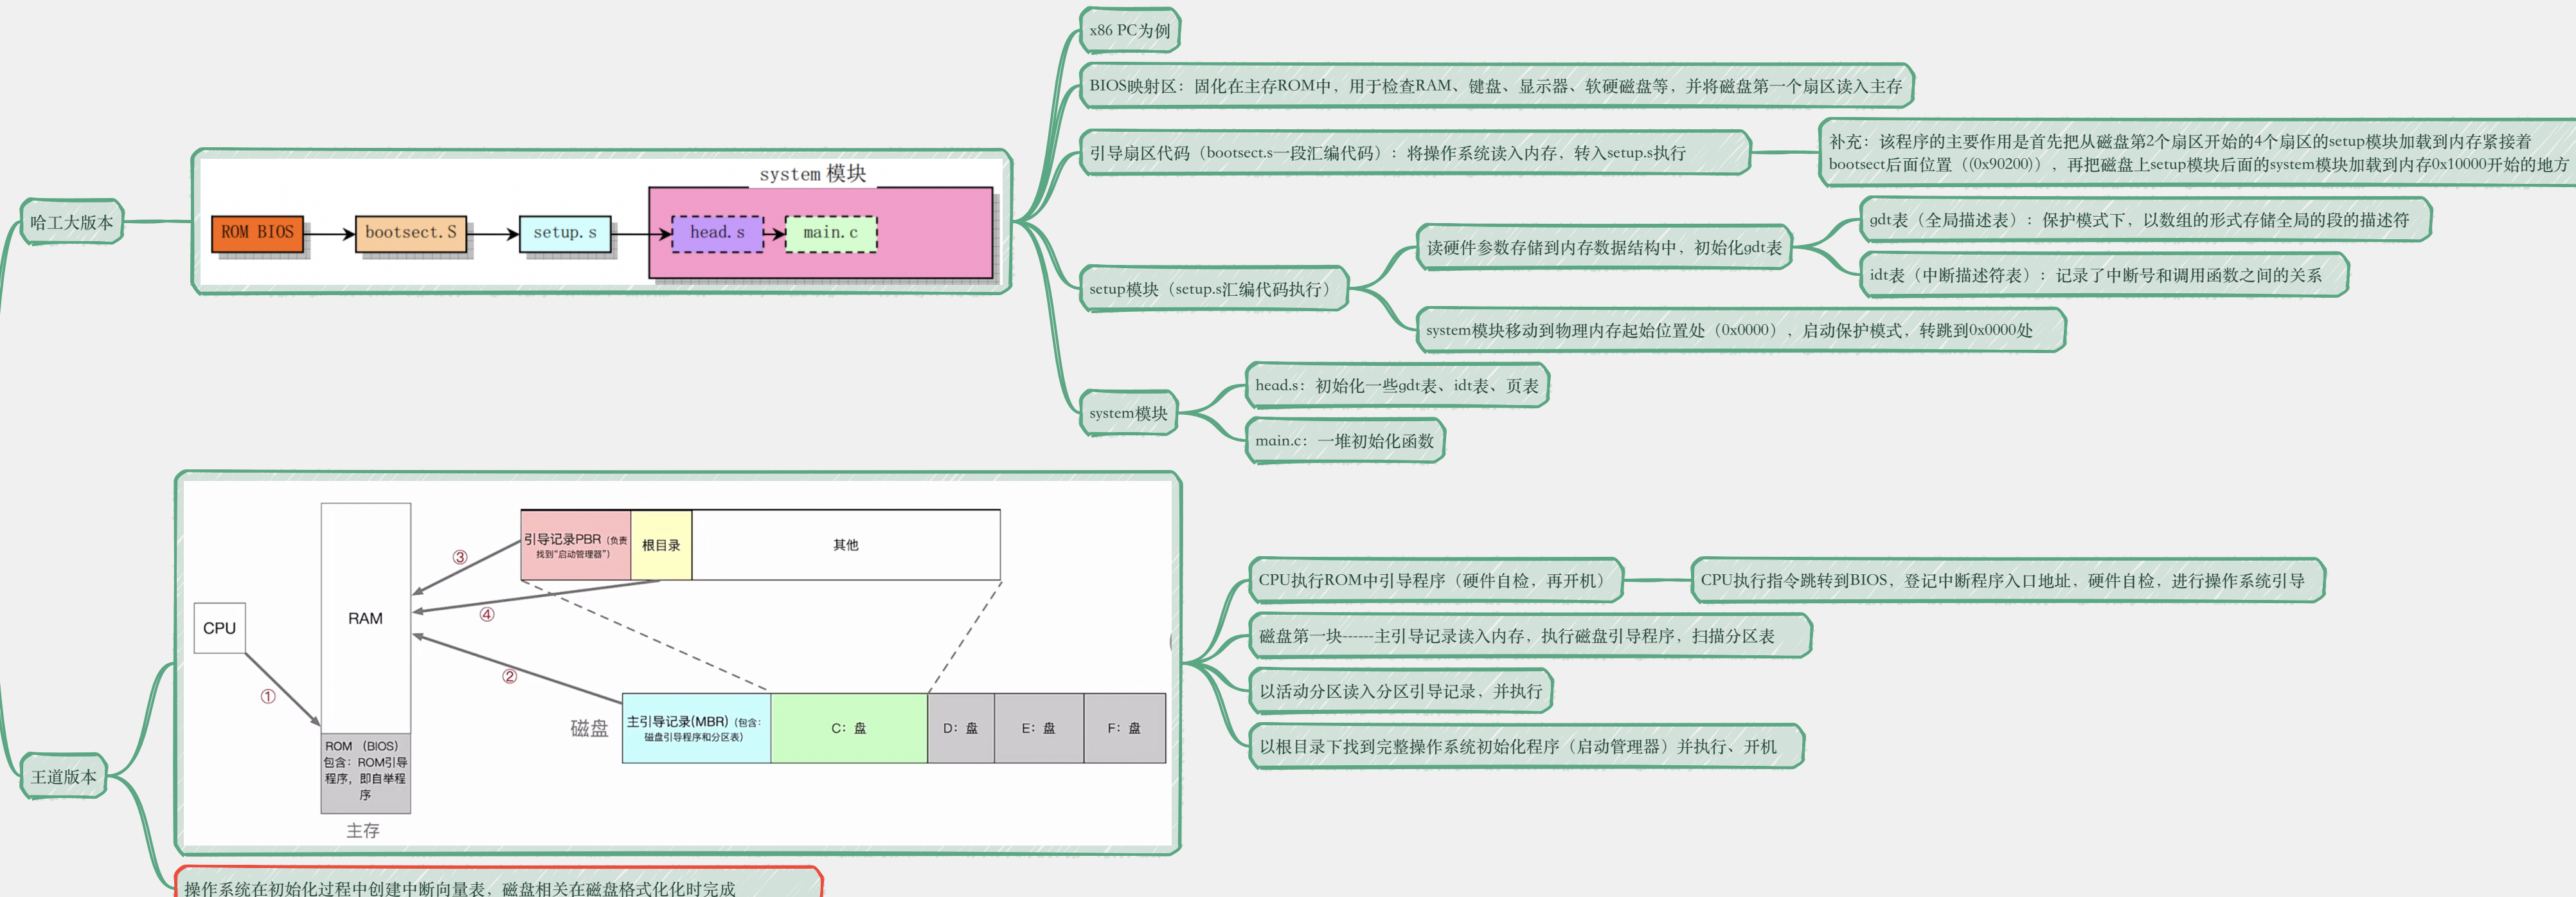 哈工大版本
system 模块
ROM BIOS
bootsect.S
setup.s
head.s
main.c
x86 PC为例
BIOS映射区：固化在主存ROM中，用于检查RAM、键盘、显示器、软硬磁盘等，并将磁盘第一个扇区读入主存
引导扇区代码（bootsect.s一段汇编代码）：将操作系统读入内存，转入setup.s执行
补充：该程序的主要作用是首先把从磁盘第2个扇区开始的4个扇区的setup模块加载到内存紧接着
bootsect后面位置（(0x90200)），再把磁盘上setup模块后面的system模块加载到内存0x10000开始的地方
setup模块（setup.s汇编代码执行）
读硬件参数存储到内存数据结构中，初始化gdt表
gdt表（全局描述表）：保护模式下，以数组的形式存储全局的段的描述符
idt表（中断描述符表）：记录了中断号和调用函数之间的关系
system模块移动到物理内存起始位置处（0x0000），启动保护模式，转跳到0x0000处
system模块
head.s：初始化一些gdt表、idt表、页表
main.c：一堆初始化函数
王道版本
CPU
①
RAM
ROM （BIOS）
包含：ROM引导
程序，即自举程
序
主存
③
④
②
引导记录PBR（负责
找到“启动管理器”）
根目录
其他
磁盘
主引导记录(MBR)（包含：
磁盘引导程序和分区表）
C：盘
D：盘
E：盘
F：盘
CPU执行ROM中引导程序（硬件自检，再开机）
CPU执行指令跳转到BIOS，登记中断程序入口地址，硬件自检，进行操作系统引导
磁盘第一块------主引导记录读入内存，执行磁盘引导程序，扫描分区表
以活动分区读入分区引导记录，并执行
以根目录下找到完整操作系统初始化程序（启动管理器）并执行、开机
操作系统在初始化过程中创建中断向量表，磁盘相关在磁盘格式化化时完成